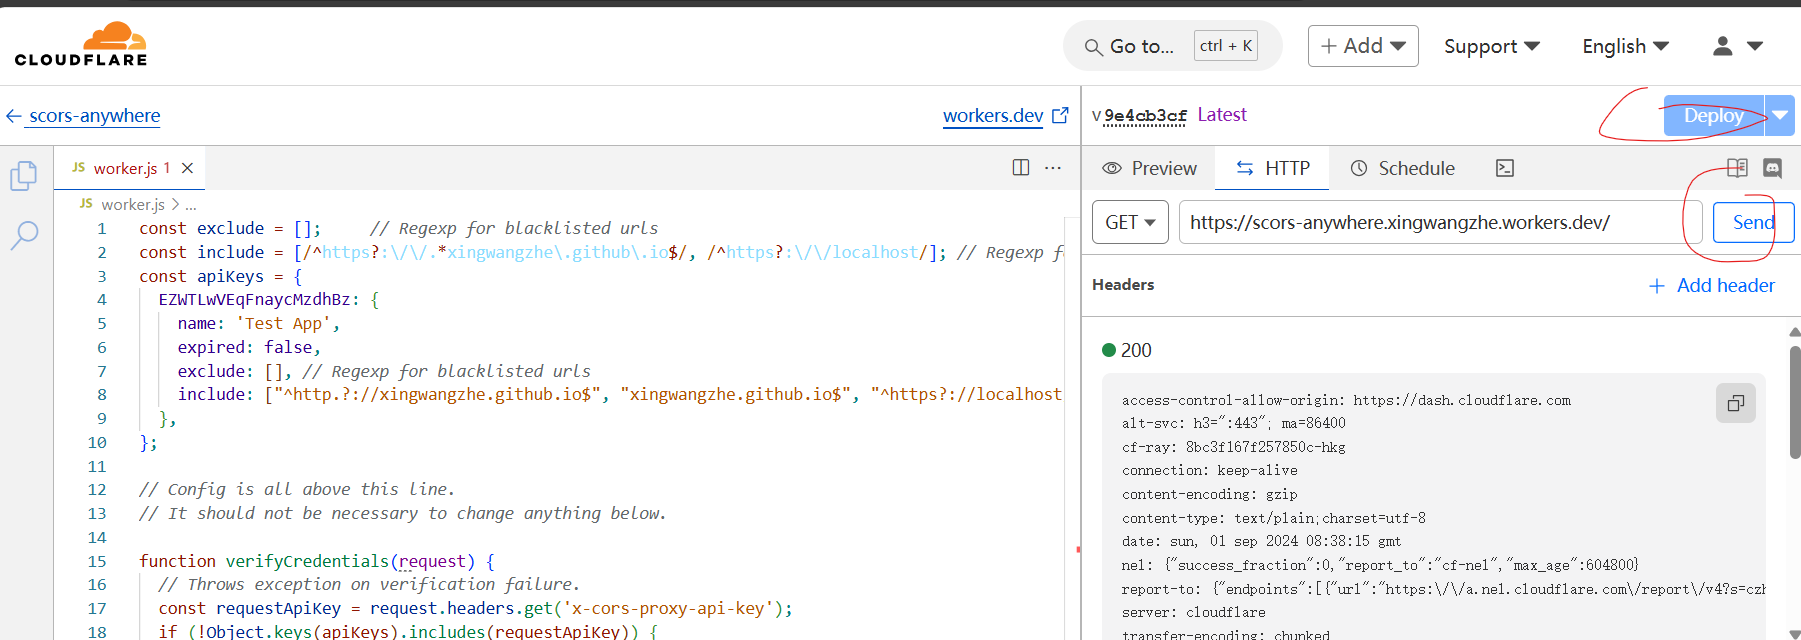 CLOUDFLARE
Go to... ctrl + K
Add
Support
English
scors-anywhere
workers.dev
v 9e4cb3cf Latest
Deploy
JS worker.js 1
Preview
HTTP
Schedule
JS worker.js > ...
GET
https://scors-anywhere.xingwangzhe.workers.dev/
Send
1 const exclude = []; // Regexp for blacklisted urls
2 const include = [/^https?:\/\/.*xingwangzhe\.github\.io$/, /^https?:\/\/localhost/]; // Regexp f
3 const apiKeys = {
4 EZWTLwVEqFnaycMzdhBz: {
5 name: 'Test App',
6 expired: false,
7 exclude: [], // Regexp for blacklisted urls
8 include: ["^http.?://xingwangzhe.github.io$", "xingwangzhe.github.io$", "^https?://localhost
9 },
10 };
11
12 // Config is all above this line.
13 // It should not be necessary to change anything below.
14
15 function verifyCredentials(request) {
16 // Throws exception on verification failure.
17 const requestApiKey = request.headers.get('x-cors-proxy-api-key');
18 if (!Object.keys(apiKeys).includes(requestApiKey)) {
Headers
+ Add header
200
access-control-allow-origin: https://dash.cloudflare.com
alt-svc: h3=":443"; ma=86400
cf-ray: 8bc3f167f257850c-hkg
connection: keep-alive
content-encoding: gzip
content-type: text/plain;charset=utf-8
date: sun, 01 sep 2024 08:38:15 gmt
nel: {"success_fraction":0,"report_to":"cf-nel","max_age":604800}
report-to: {"endpoints":[{"url":"https:\/\/a.nel.cloudflare.com\/report\/v4?s=czh
server: cloudflare
transfer-encoding: chunked